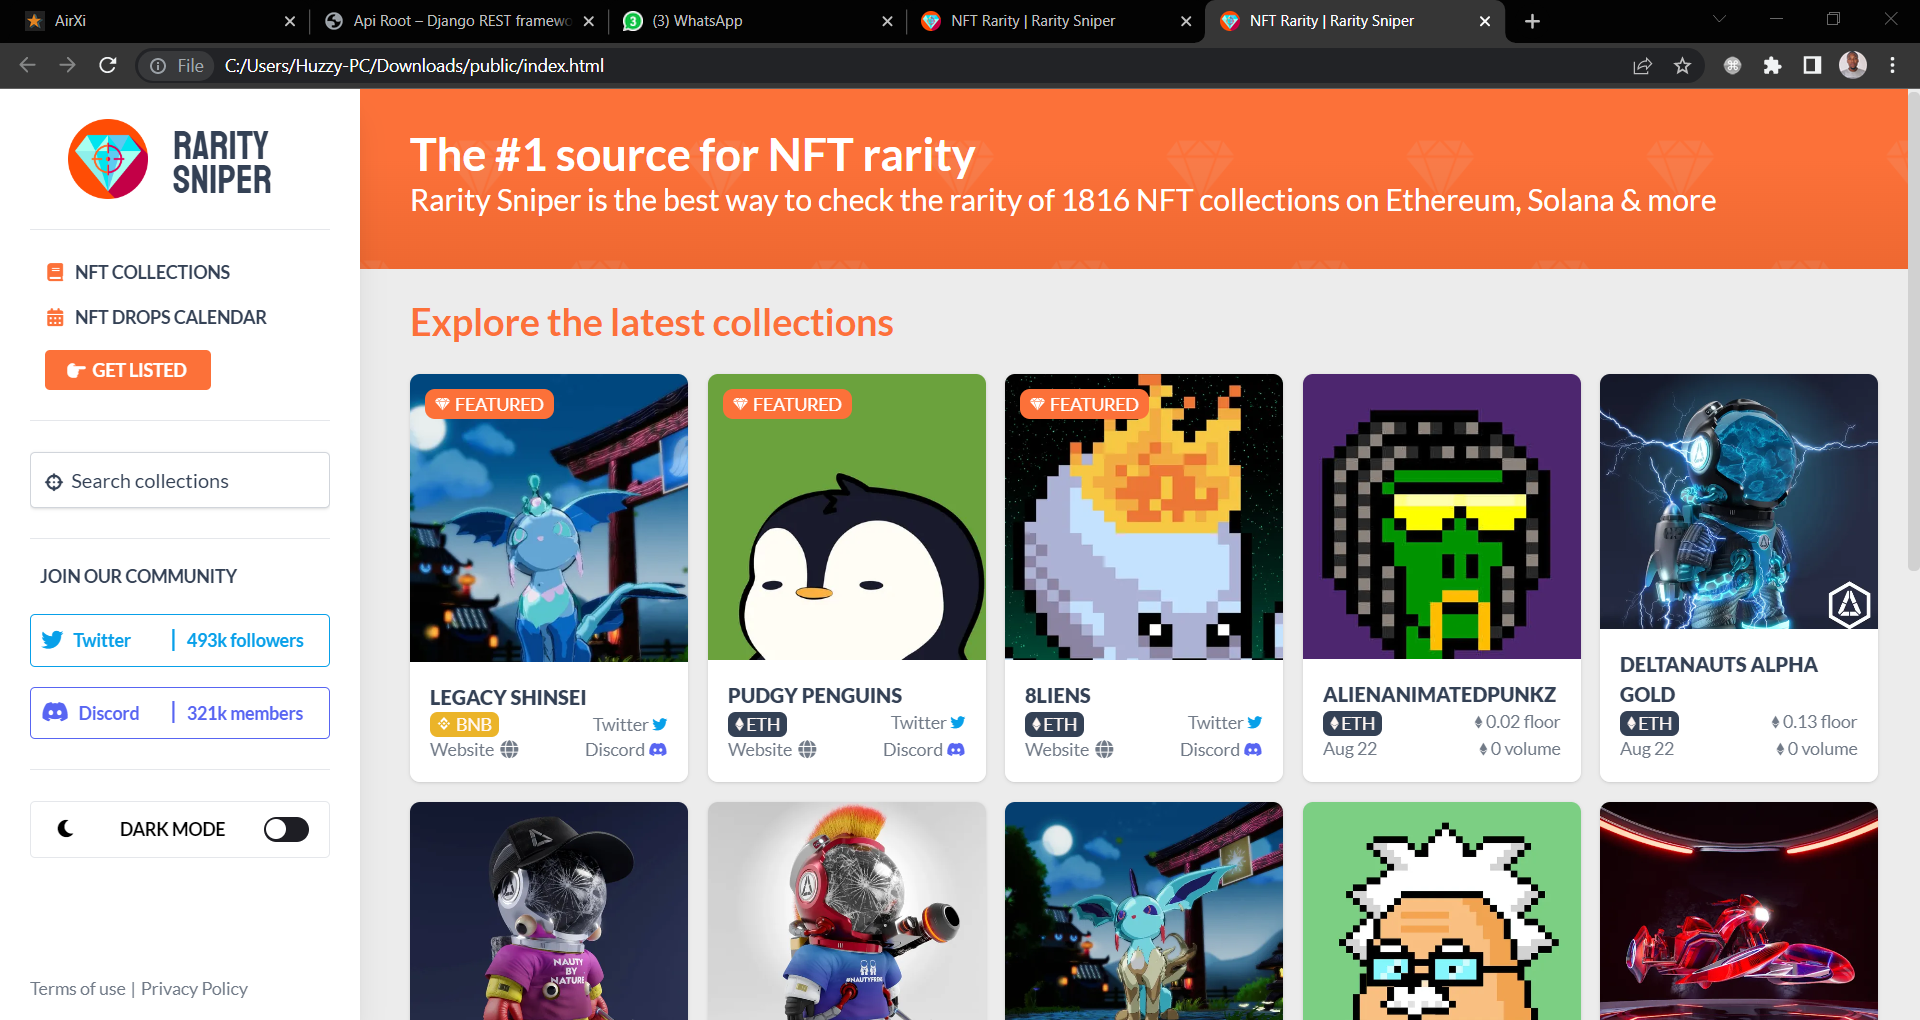 AirXi
Api Root – Django REST framewo
3
(3) WhatsApp
NFT Rarity | Rarity Sniper
NFT Rarity | Rarity Sniper
File
C:/Users/Huzzy-PC/Downloads/public/index.html
RARITY
SNIPER
NFT COLLECTIONS
NFT DROPS CALENDAR
GET LISTED
Search collections
JOIN OUR COMMUNITY
Twitter | 493k followers
Discord | 321k members
DARK MODE
Terms of use | Privacy Policy
The #1 source for NFT rarity
Rarity Sniper is the best way to check the rarity of 1816 NFT collections on Ethereum, Solana & more
Explore the latest collections
FEATURED
LEGACY SHINSEI
BNB
Twitter
Website
Discord
FEATURED
PUDGY PENGUINS
ETH
Twitter
Website
Discord
FEATURED
8LIENS
ETH
Twitter
Website
Discord
ALIENANIMATEDPUNKZ
ETH
0.02 floor
Aug 22
0 volume
DELTANAUTS ALPHA
GOLD
ETH
0.13 floor
Aug 22
0 volume
NAUTY
BY
NATURE
#NAUTYFREN